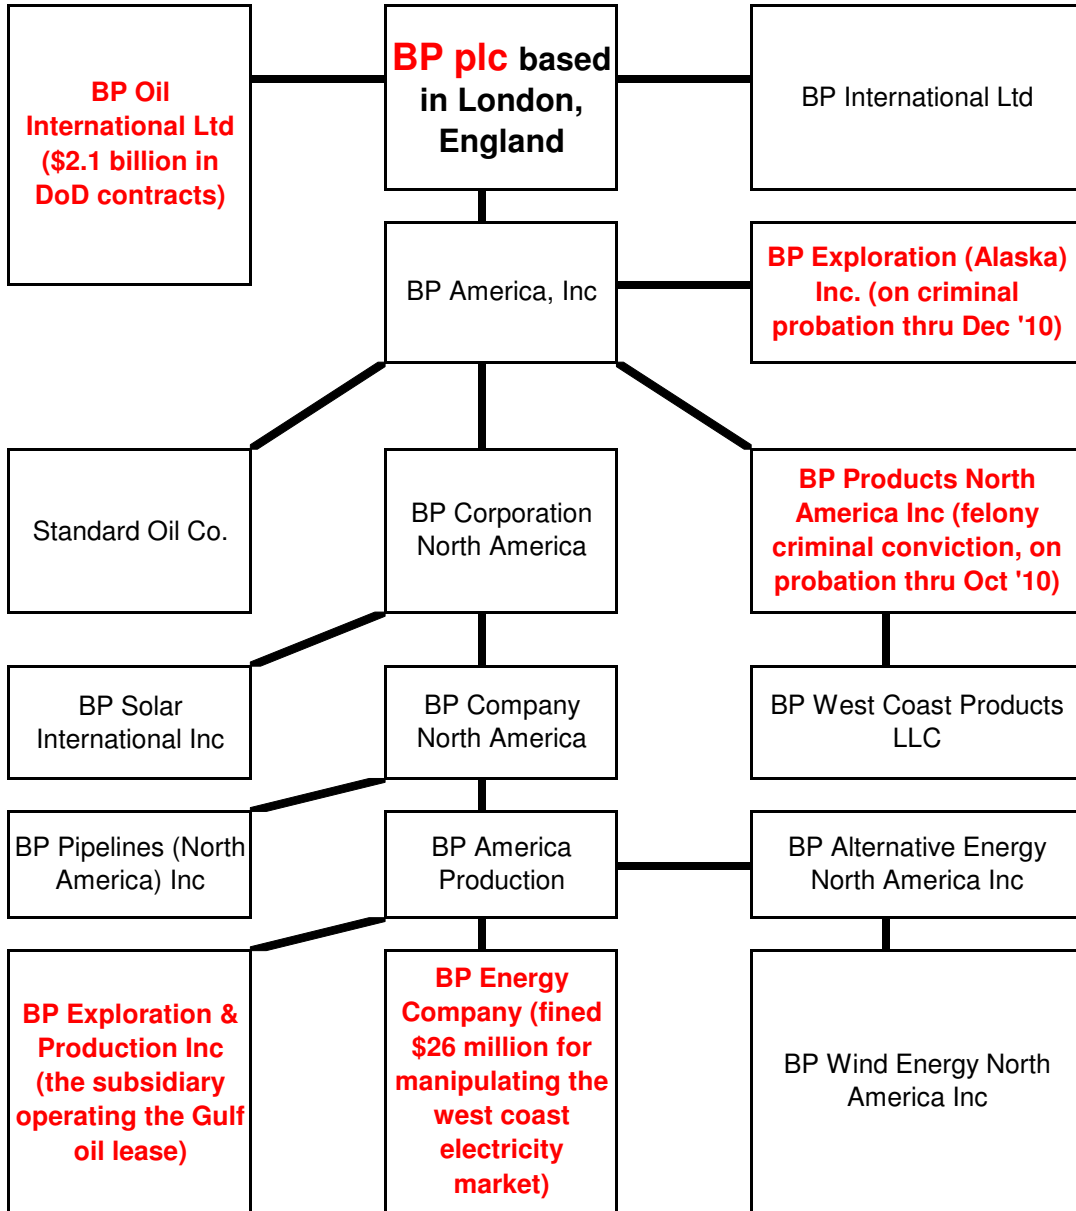 BP Oil
International Ltd
($2.1 billion in
DoD contracts)
BP plc based
in London,
England
BP International Ltd
BP America, Inc
BP Exploration (Alaska)
Inc. (on criminal
probation thru Dec '10)
Standard Oil Co.
BP Corporation
North America
BP Products North
America Inc (felony
criminal conviction, on
probation thru Oct '10)
BP Solar
International Inc
BP Company
North America
BP West Coast Products
LLC
BP Pipelines (North
America) Inc
BP America
Production
BP Alternative Energy
North America Inc
BP Exploration &
Production Inc
(the subsidiary
operating the Gulf
oil lease)
BP Energy
Company (fined
$26 million for
manipulating the
west coast
electricity
market)
BP Wind Energy North
America Inc